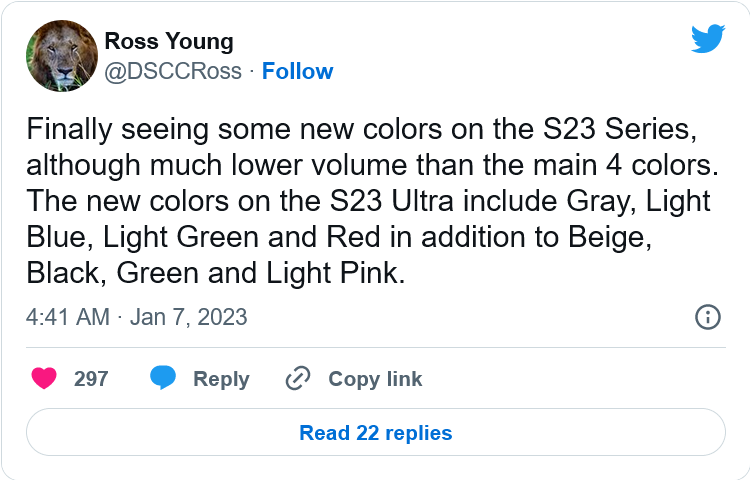 Ross Young
@DSCCRoss · Follow
Finally seeing some new colors on the S23 Series,
although much lower volume than the main 4 colors.
The new colors on the S23 Ultra include Gray, Light
Blue, Light Green and Red in addition to Beige,
Black, Green and Light Pink.
4:41 AM · Jan 7, 2023
297 Reply Copy link
Read 22 replies